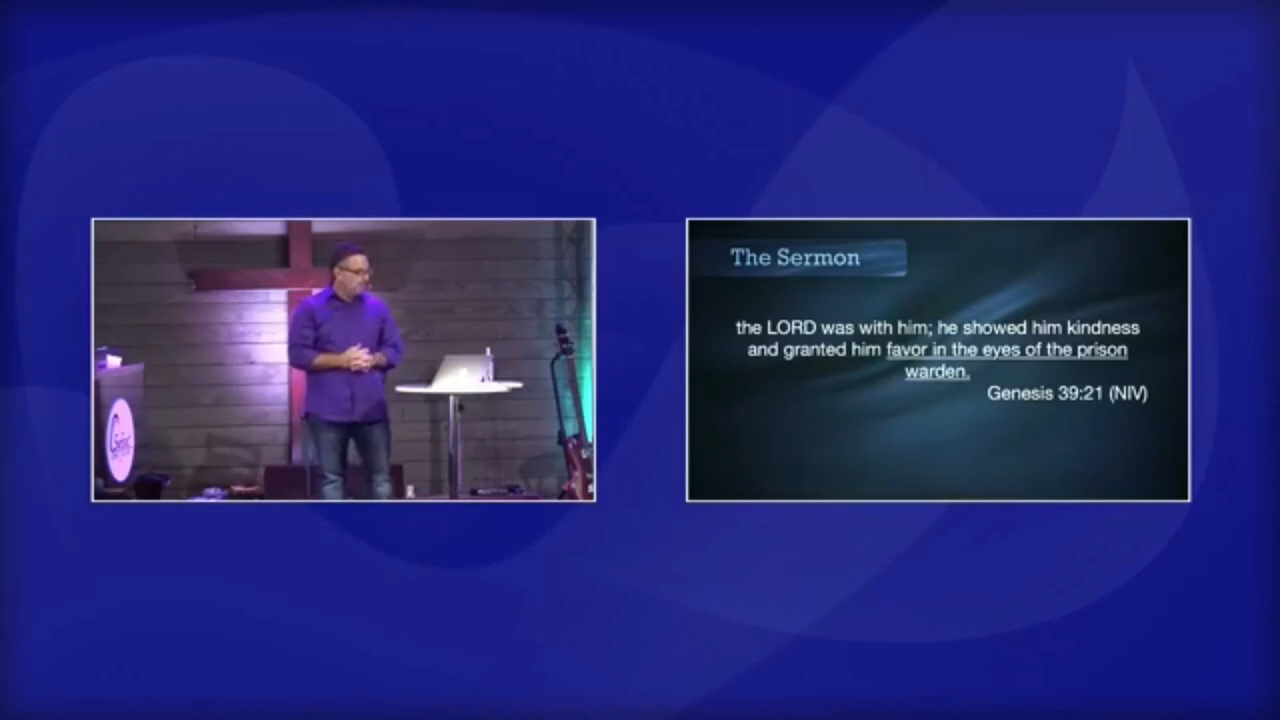 The Sermon
the LORD was with him; he showed him kindness
and granted him favor in the eyes of the prison
warden.
Genesis 39:21 (NIV)